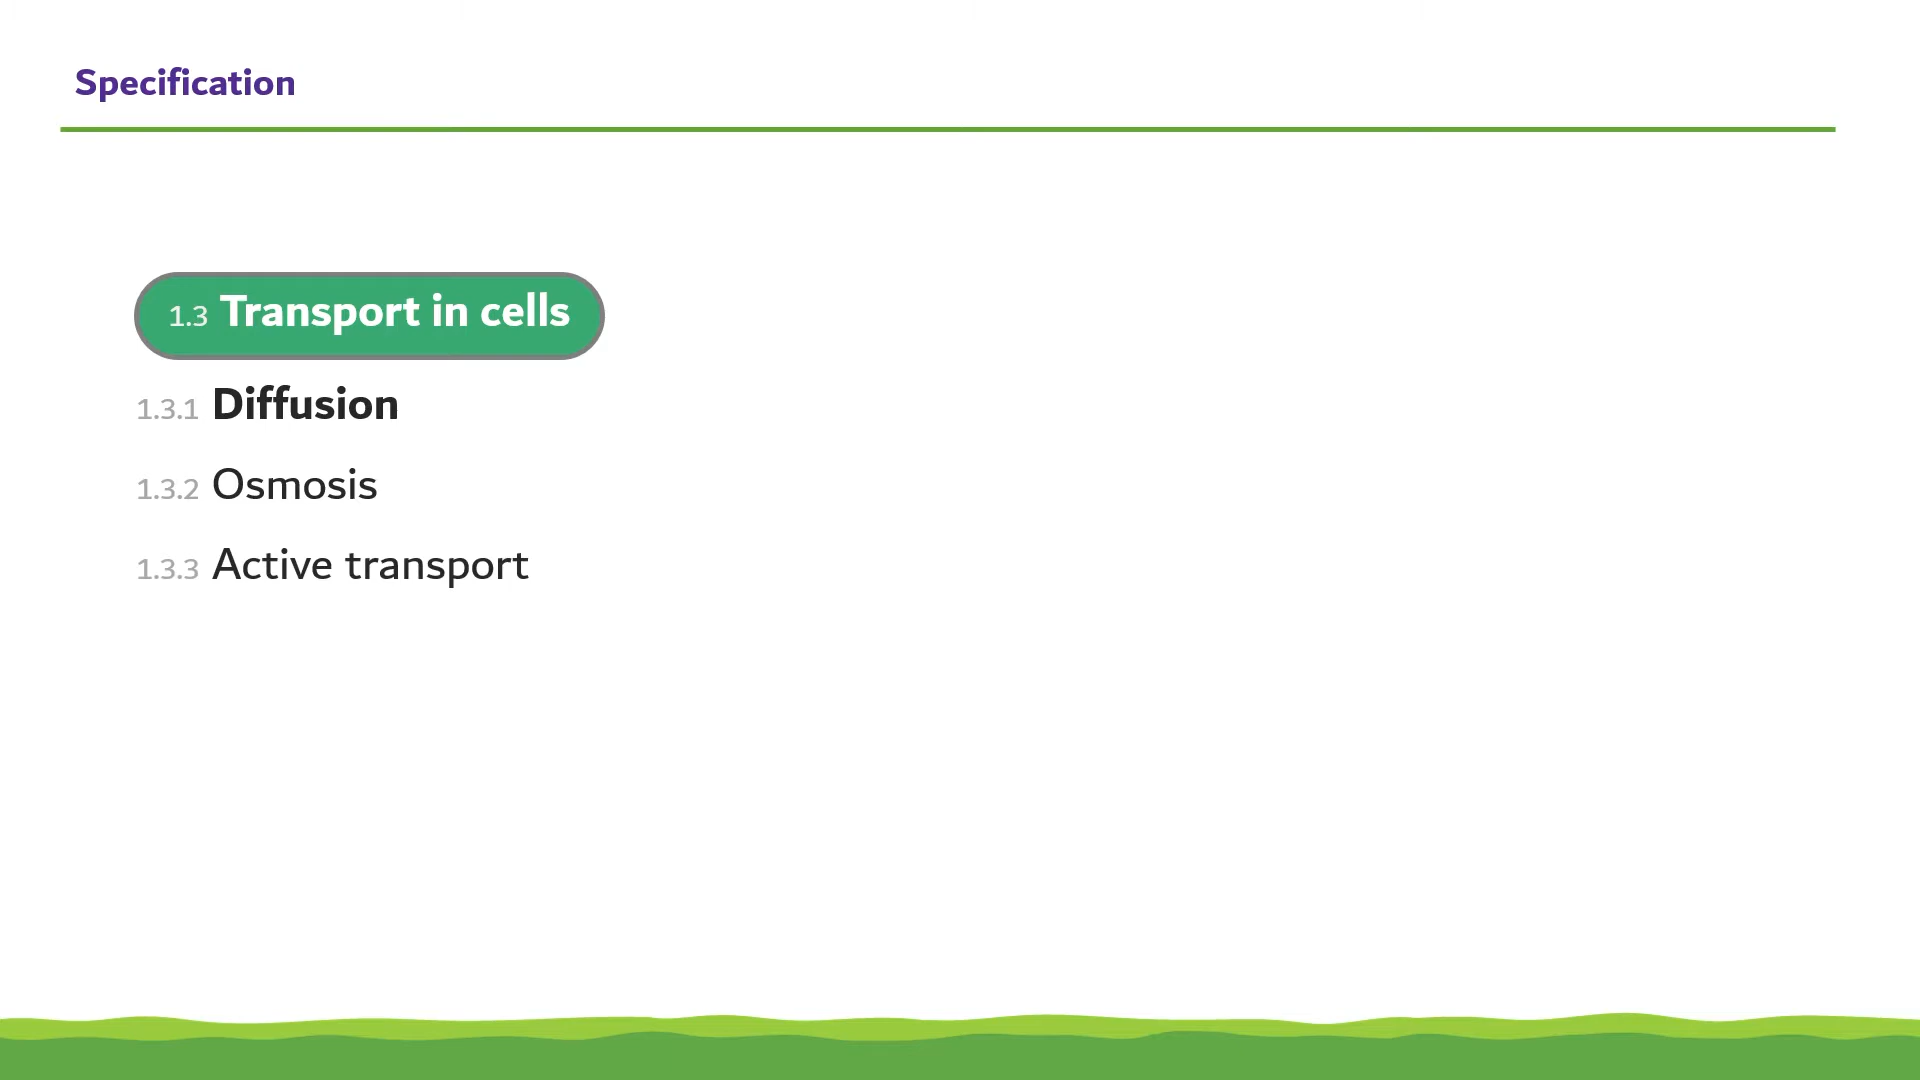 Specification
1.3 Transport in cells
1.3.1 Diffusion
1.3.2 Osmosis
1.3.3 Active transport